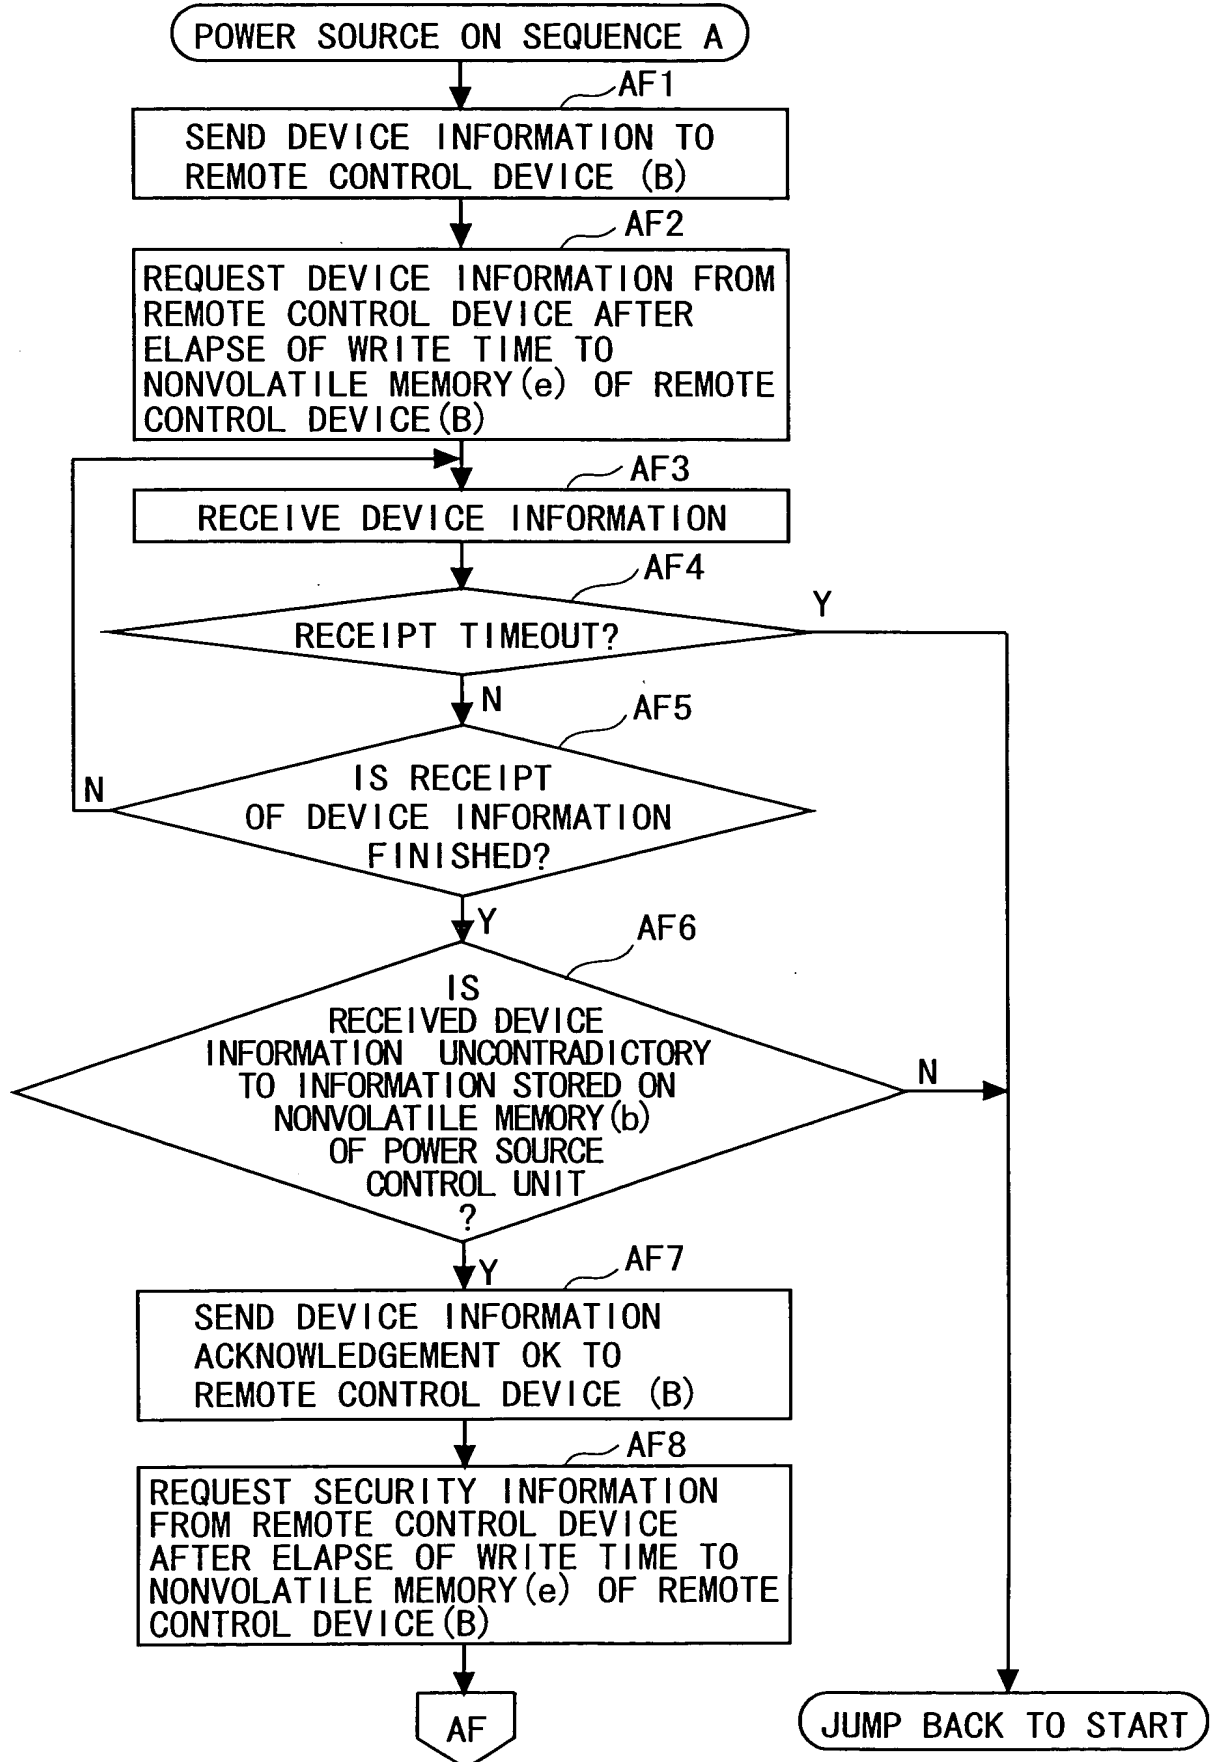 POWER SOURCE ON SEQUENCE A
AF1
SEND DEVICE INFORMATION TO
REMOTE CONTROL DEVICE (B)
AF2
REQUEST DEVICE INFORMATION FROM
REMOTE CONTROL DEVICE AFTER
ELAPSE OF WRITE TIME TO
NONVOLATILE MEMORY(e) OF REMOTE
CONTROL DEVICE(B)
AF3
RECEIVE DEVICE INFORMATION
AF4
Y
RECEIPT TIMEOUT?
N
AF5
IS RECEIPT
N
OF DEVICE INFORMATION
FINISHED?
Y
AF6
IS
RECEIVED DEVICE
INFORMATION UNCONTRADICTORY
N
TO INFORMATION STORED ON
NONVOLATILE MEMORY(b)
OF POWER SOURCE
CONTROL UNIT
?
Y
AF7
SEND DEVICE INFORMATION
ACKNOWLEDGEMENT OK TO
REMOTE CONTROL DEVICE (B)
AF8
REQUEST SECURITY INFORMATION
FROM REMOTE CONTROL DEVICE
AFTER ELAPSE OF WRITE TIME TO
NONVOLATILE MEMORY(e) OF REMOTE
CONTROL DEVICE(B)
AF
JUMP BACK TO START